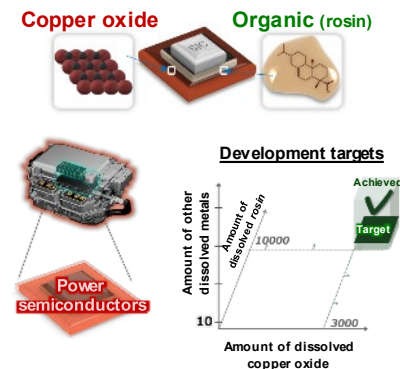 Copper oxide
Organic (rosin)
SiC
Power
semiconductors
Development targets
Achieved
Target
Amount of other
dissolved metals
Amount of
dissolved rosin
10000
10
3000
Amount of dissolved
copper oxide